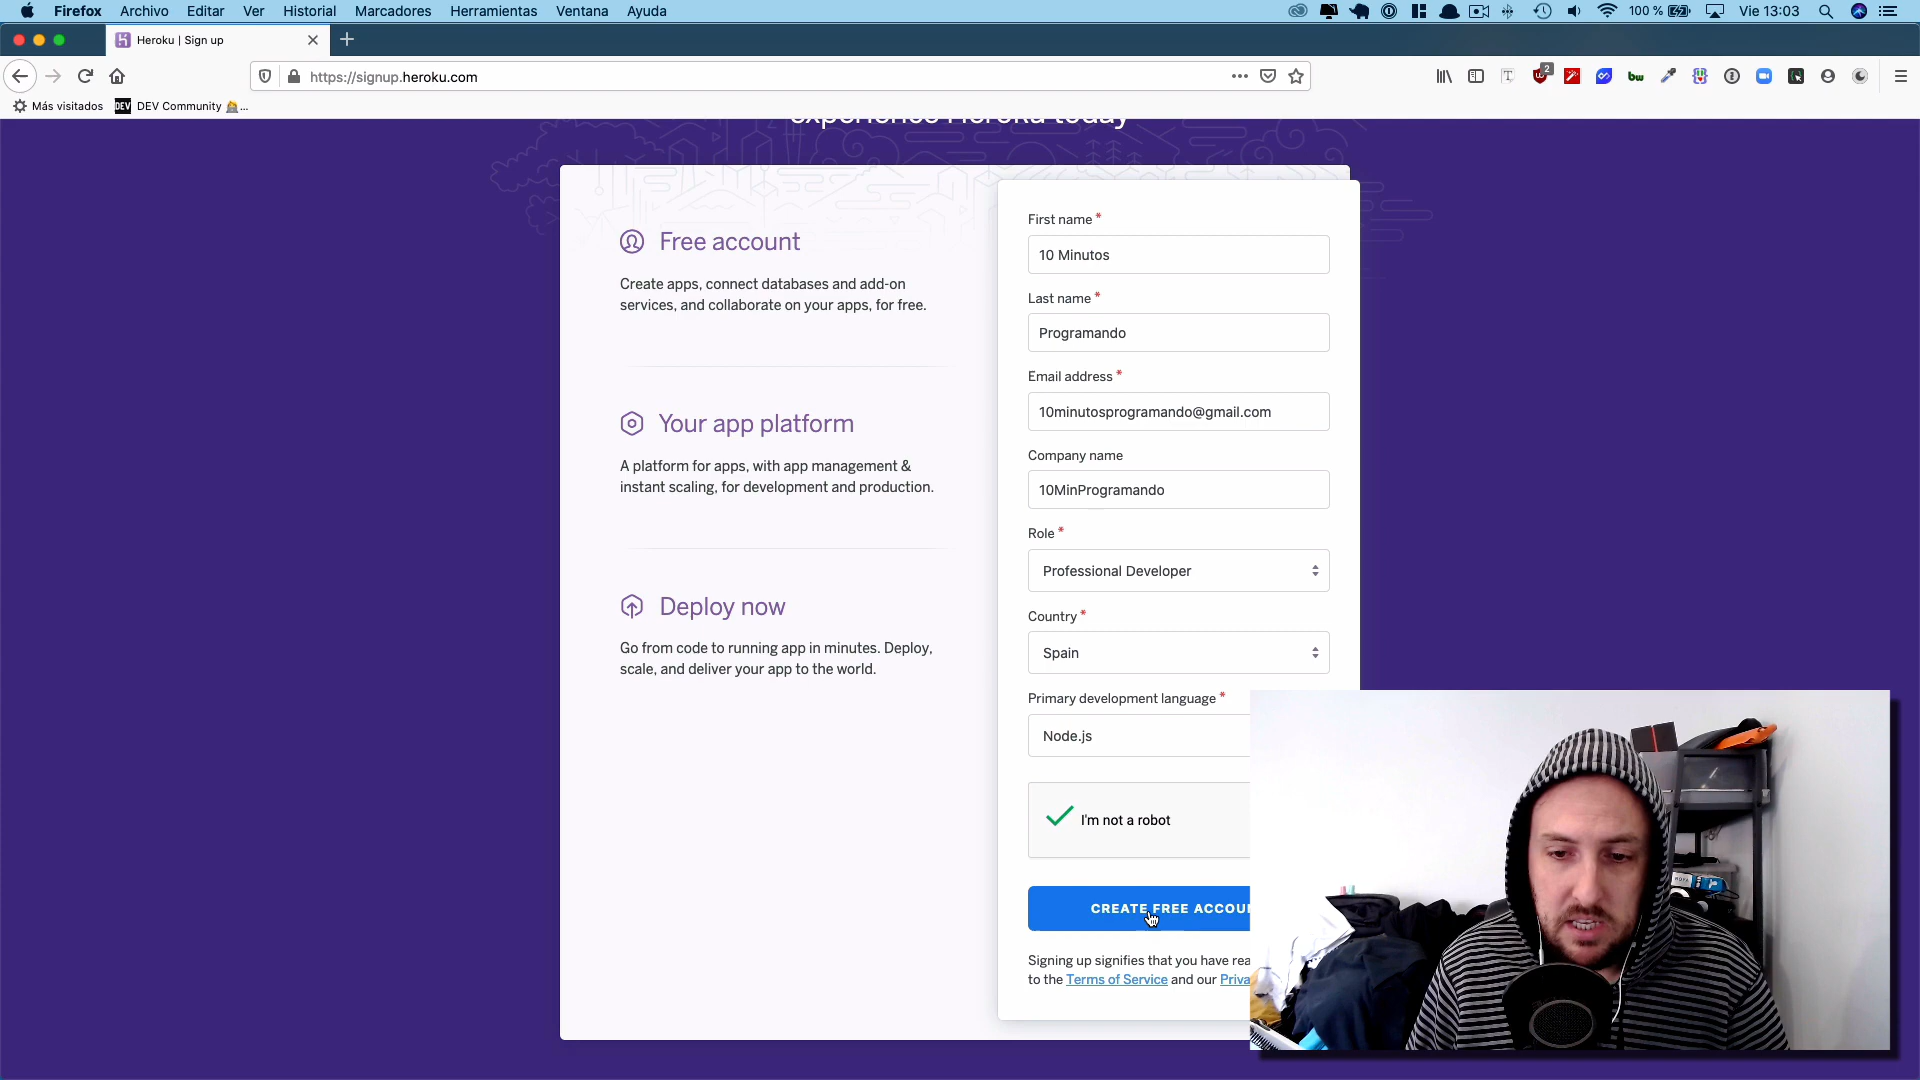 Firefox Archivo Editar Ver Historial Marcadores Herramientas Ventana Ayuda 100 % Vie 13:03
Heroku | Sign up
https://signup.heroku.com
2
Más visitados DEV DEV Community ...
experience Heroku today
Free account
Create apps, connect databases and add-on
services, and collaborate on your apps, for free.
Your app platform
A platform for apps, with app management &
instant scaling, for development and production.
Deploy now
Go from code to running app in minutes. Deploy,
scale, and deliver your app to the world.
First name *
10 Minutos
Last name *
Programando
Email address *
10minutosprogramando@gmail.com
Company name
10MinProgramando
Role *
Professional Developer
Country *
Spain
Primary development language *
Node.js
I'm not a robot
CREATE FREE ACCOU
Signing up signifies that you have rea
to the Terms of Service and our Priva